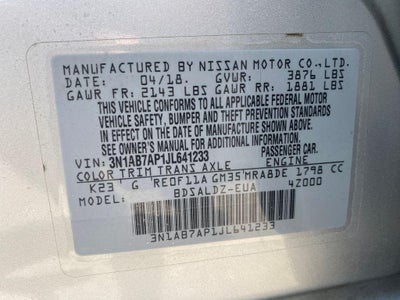 MANUFACTURED BY NISSAN MOTOR CO.,LTD.
DATE: 04/18. GVWR: 3876 LBS
GAWR FR: 2143 LBS GAWR RR: 1881 LBS
THIS VEHICLE CONFORMS TO ALL APPLICABLE FEDERAL MOTOR
VEHICLE SAFETY, BUMPER AND THEFT PREVENTION STANDARDS
IN EFFECT ON THE DATE OF MANUFACTURE SHOWN ABOVE.
SEE OWNERS MANUAL FOR ADDITIONAL INFORMATION
VIN: 3N1AB7AP1JL641233 PASSENGER CAR.
COLOR TRIM TRANS AXLE ENGINE
K23 G RE0F11A GM35 MRA8DE 1798 CC
BDSALDZ-EUA 4Z000
3N1AB7AP1JL641233